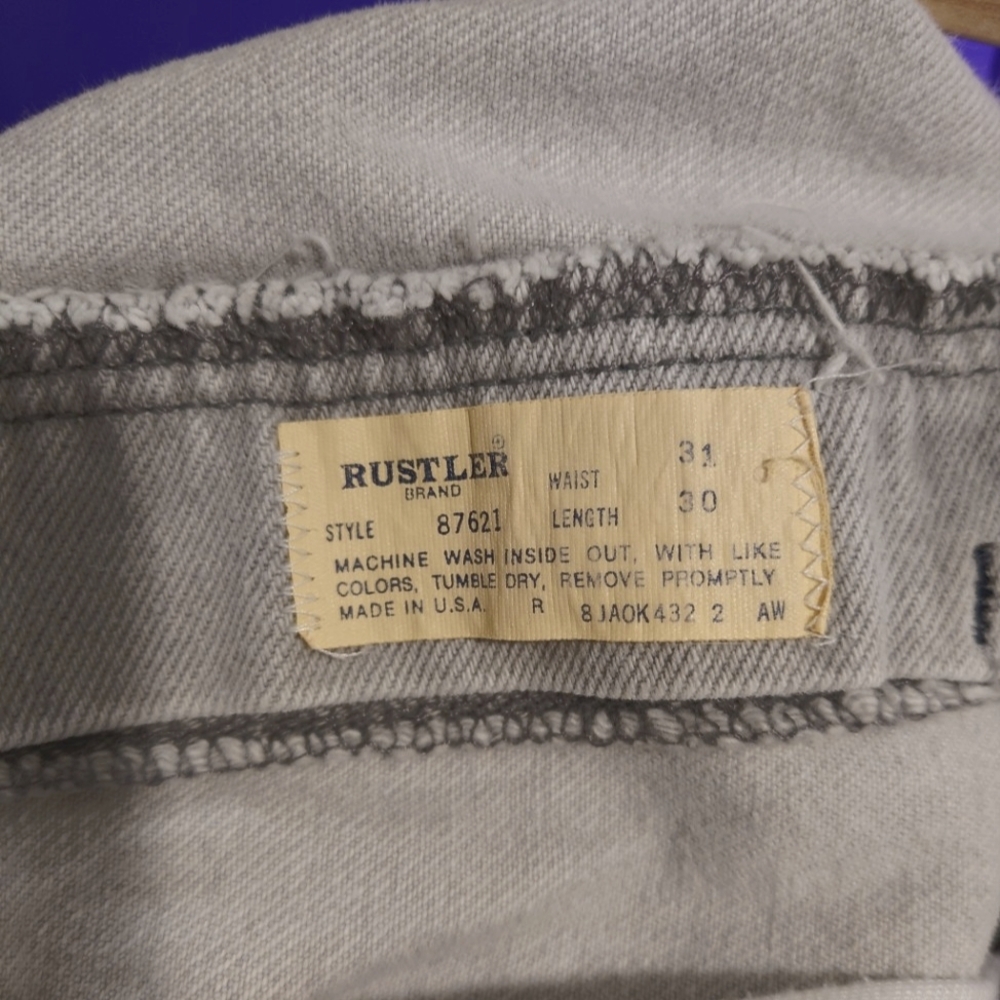 RUSTLER®
BRAND
WAIST 31
LENGTH 30
STYLE 87621
MACHINE WASH INSIDE OUT, WITH LIKE
COLORS, TUMBLE DRY, REMOVE PROMPTLY
MADE IN U.S.A. R 8JAOK432 2 AW